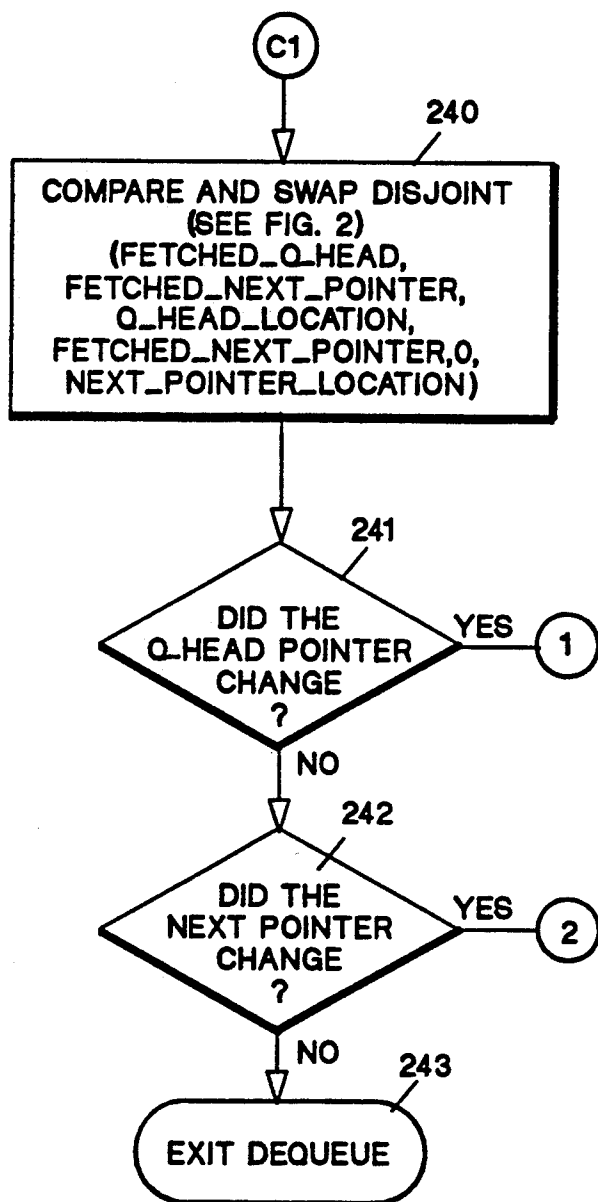 C1
240
COMPARE AND SWAP DISJOINT
(SEE FIG. 2)
(FETCHED_Q_HEAD,
FETCHED_NEXT_POINTER,
Q_HEAD_LOCATION,
FETCHED_NEXT_POINTER,0,
NEXT_POINTER_LOCATION)
241
DID THE
Q_HEAD POINTER
CHANGE
?
YES
1
NO
242
DID THE
NEXT POINTER
CHANGE
?
YES
2
NO
243
EXIT DEQUEUE